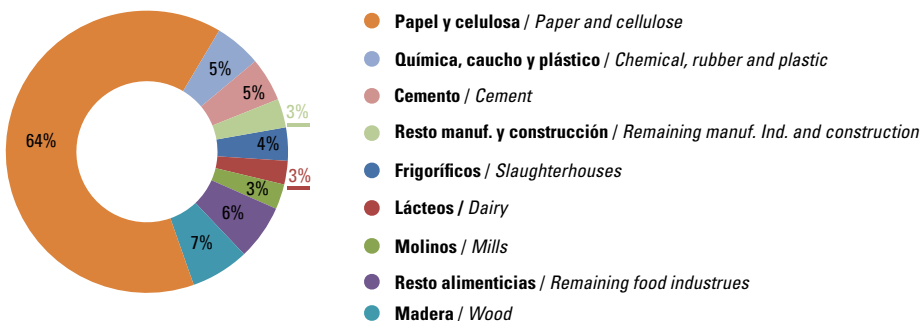 Papel y celulosa / Paper and cellulose
Química, caucho y plástico / Chemical, rubber and plastic
Cemento / Cement
Resto manuf. y construcción / Remaining manuf. Ind. and construction
Frigoríficos / Slaughterhouses
Lácteos / Dairy
Molinos / Mills
Resto alimenticias / Remaining food industrues
Madera / Wood
64%
5%
5%
3%
4%
3%
3%
6%
7%